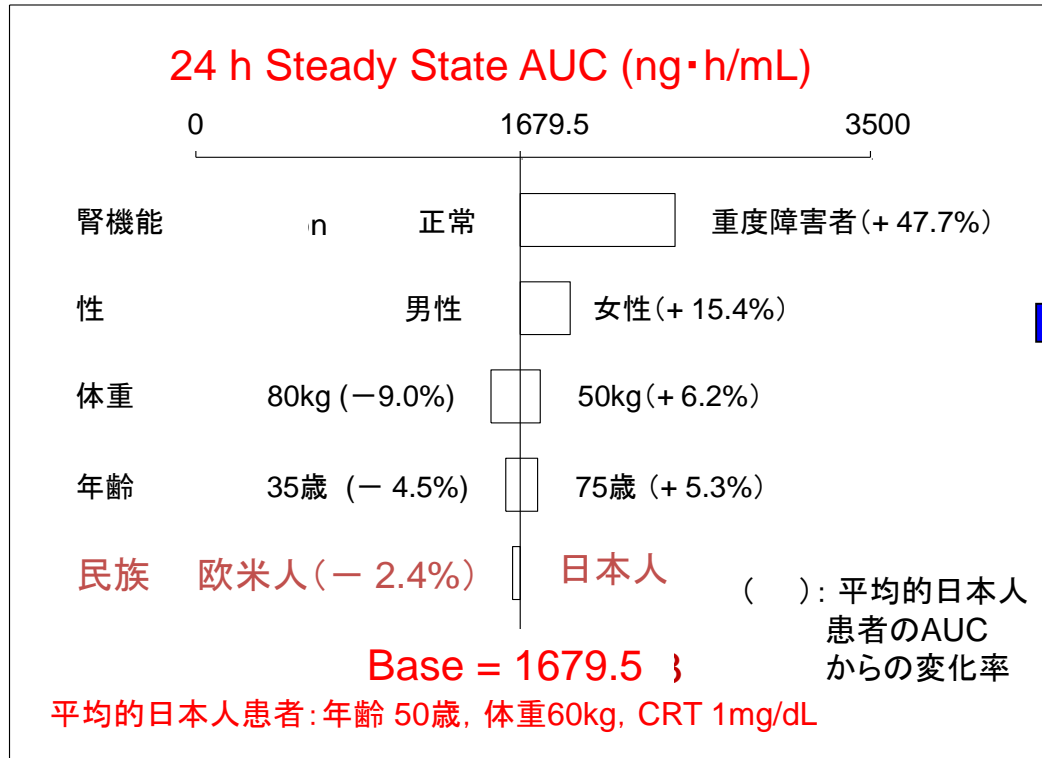 24 h Steady State AUC (ng・h/mL)
0 1679.5 3500
腎機能 n 正常 重度障害者(+ 47.7%)
性 男性 女性(+ 15.4%)
体重 80kg (－9.0%) 50kg(+ 6.2%)
年齢 35歳 (－ 4.5%) 75歳 (+ 5.3%)
民族 欧米人(－ 2.4%) 日本人
( ): 平均的日本人
患者のAUC
からの変化率
Base = 1679.5
平均的日本人患者:年齢 50歳, 体重60kg, CRT 1mg/dL